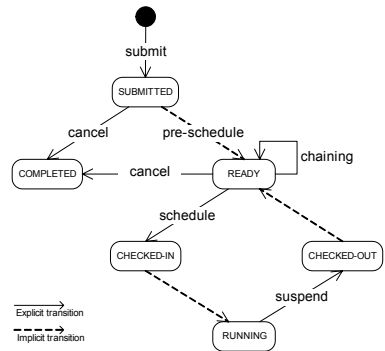 submit
SUBMITTED
cancel
pre-schedule
chaining
COMPLETED
cancel
READY
schedule
CHECKED-IN
CHECKED-OUT
suspend
Explicit transition
RUNNING
Implicit transition